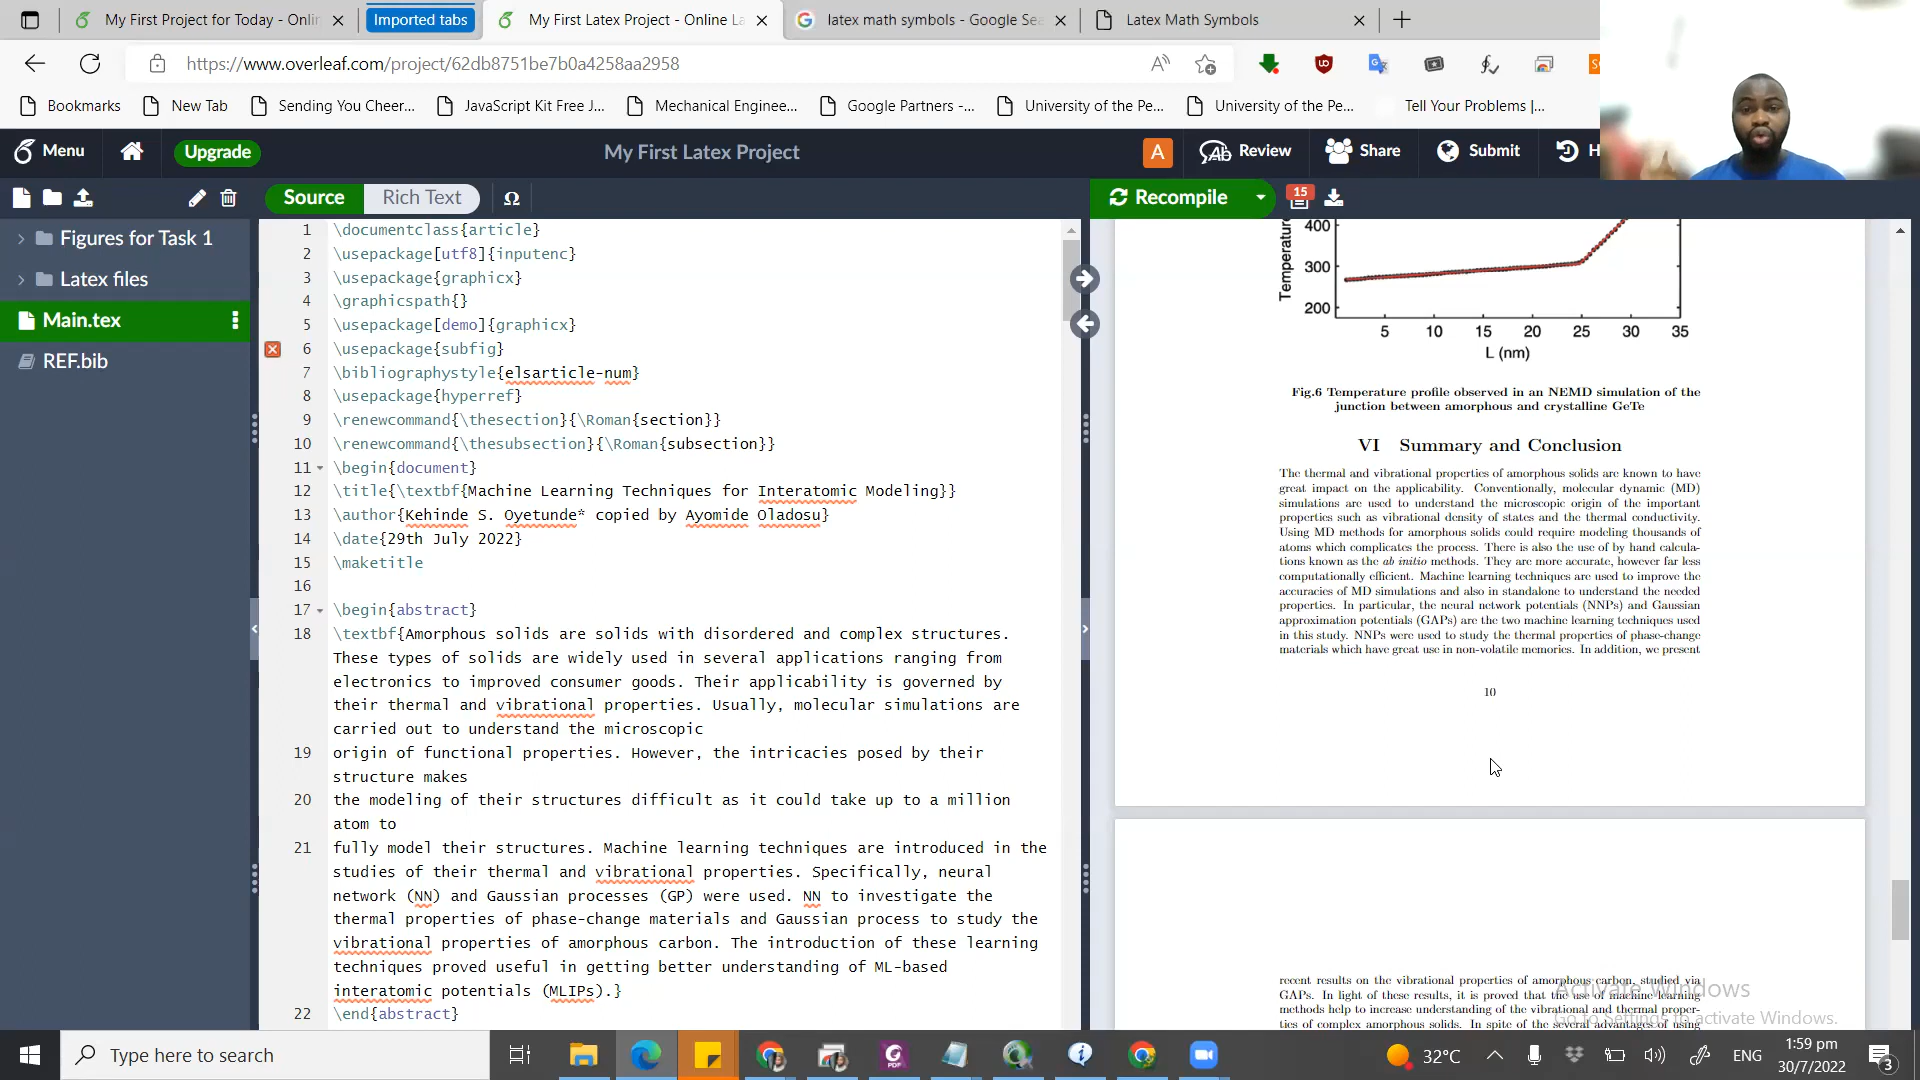 My First Project for Today - Onlin
Imported tabs
My First Latex Project - Online La
latex math symbols - Google Sea
Latex Math Symbols
https://www.overleaf.com/project/62db8751be7b0a4258aa2958
Bookmarks
New Tab
Sending You Cheer...
JavaScript Kit Free J...
Mechanical Enginee...
Google Partners -...
University of the Pe...
University of the Pe...
Tell Your Problems |...
Menu
Upgrade
My First Latex Project
A
Review
Share
Submit
H
Source
Rich Text
Ω
Recompile
15
Figures for Task 1
Latex files
Main.tex
REF.bib
1 \documentclass{article}
2 \usepackage[utf8]{inputenc}
3 \usepackage{graphicx}
4 \graphicspath{}
5 \usepackage[demo]{graphicx}
6 \usepackage{subfig}
7 \bibliographystyle{elsarticle-num}
8 \usepackage{hyperref}
9 \renewcommand{\thesection}{\Roman{section}}
10 \renewcommand{\thesubsection}{\Roman{subsection}}
11 \begin{document}
12 \title{\textbf{Machine Learning Techniques for Interatomic Modeling}}
13 \author{Kehinde S. Oyetunde* copied by Ayomide Oladosu}
14 \date{29th July 2022}
15 \maketitle
16
17 \begin{abstract}
18 \textbf{Amorphous solids are solids with disordered and complex structures.
These types of solids are widely used in several applications ranging from
electronics to improved consumer goods. Their applicability is governed by
their thermal and vibrational properties. Usually, molecular simulations are
carried out to understand the microscopic
19 origin of functional properties. However, the intricacies posed by their
structure makes
20 the modeling of their structures difficult as it could take up to a million
atom to
21 fully model their structures. Machine learning techniques are introduced in the
studies of their thermal and vibrational properties. Specifically, neural
network (NN) and Gaussian processes (GP) were used. NN to investigate the
thermal properties of phase-change materials and Gaussian process to study the
vibrational properties of amorphous carbon. The introduction of these learning
techniques proved useful in getting better understanding of ML-based
interatomic potentials (MLIPs).}
22 \end{abstract}
Temperature
400
300
200
5 10 15 20 25 30 35
L (nm)
Fig.6 Temperature profile observed in an NEMD simulation of the
junction between amorphous and crystalline GeTe
VI Summary and Conclusion
The thermal and vibrational properties of amorphous solids are known to have
great impact on the applicability. Conventionally, molecular dynamic (MD)
simulations are used to understand the microscopic origin of the important
properties such as vibrational density of states and the thermal conductivity.
Using MD methods for amorphous solids could require modeling thousands of
atoms which complicates the process. There is also the use of by hand calcula-
tions known as the ab initio methods. They are more accurate, however far less
computationally efficient. Machine learning techniques are used to improve the
accuracies of MD simulations and also in standalone to understand the needed
properties. In particular, the neural network potentials (NNPs) and Gaussian
approximation potentials (GAPs) are the two machine learning techniques used
in this study. NNPs were used to study the thermal properties of phase-change
materials which have great use in non-volatile memories. In addition, we present
10
recent results on the vibrational properties of amorphous carbon, studied via
GAPs. In light of these results, it is proved that the use of machine learning
methods help to increase understanding of the vibrational and thermal proper-
ties of complex amorphous solids. In spite of the several advantages of using
Activate Windows
Go to Settings to activate Windows.
Type here to search
32°C
ENG
1:59 pm
30/7/2022
3